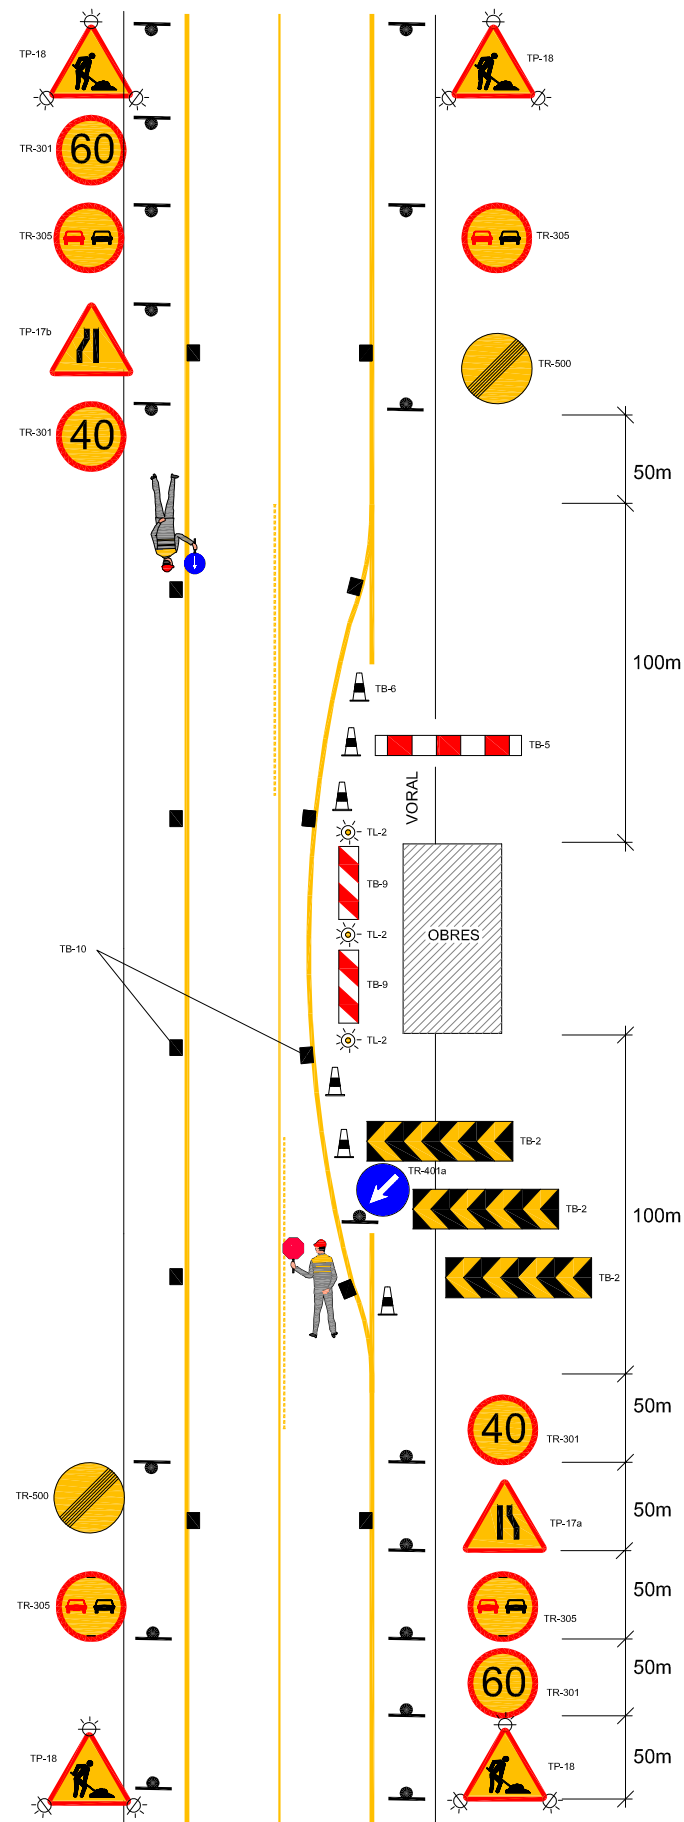 TP-18
TP-18
TR-301
60
TR-305
TR-305
TP-17b
TR-500
TR-301
40
50m
100m
TB-6
TB-5
VORAL
TL-2
TB-9
TL-2
OBRES
TB-10
TB-9
TL-2
TB-2
TR-401a
TB-2
100m
TB-2
50m
40
TR-301
TR-500
50m
TP-17a
50m
TR-305
TR-305
50m
60
TR-301
50m
TP-18
TP-18